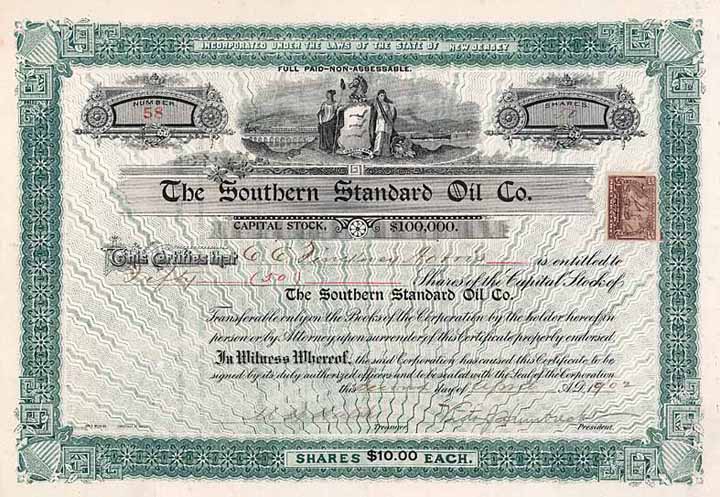 INCORPORATED UNDER THE LAWS OF THE STATE OF NEW JERSEY
FULL PAID–NON-ASSESSABLE.
NUMBER
58
SHARES
50
The Southern Standard Oil Co.
CAPITAL STOCK, $100,000.
This Certifies that C C Pinckney Norris is entitled to
Fifty (50) Shares of the Capital Stock of
The Southern Standard Oil Co.
Transferable only on the Books of the Corporation by the holder hereof in
person or by Attorney upon surrender of this Certificate properly endorsed.
In Witness Whereof, the said Corporation has caused this Certificate to be
signed by its duly authorized officers and to be sealed with the Seal of the Corporation
this second day of A.D. 1902
Treasurer
President.
SHARES $10.00 EACH.